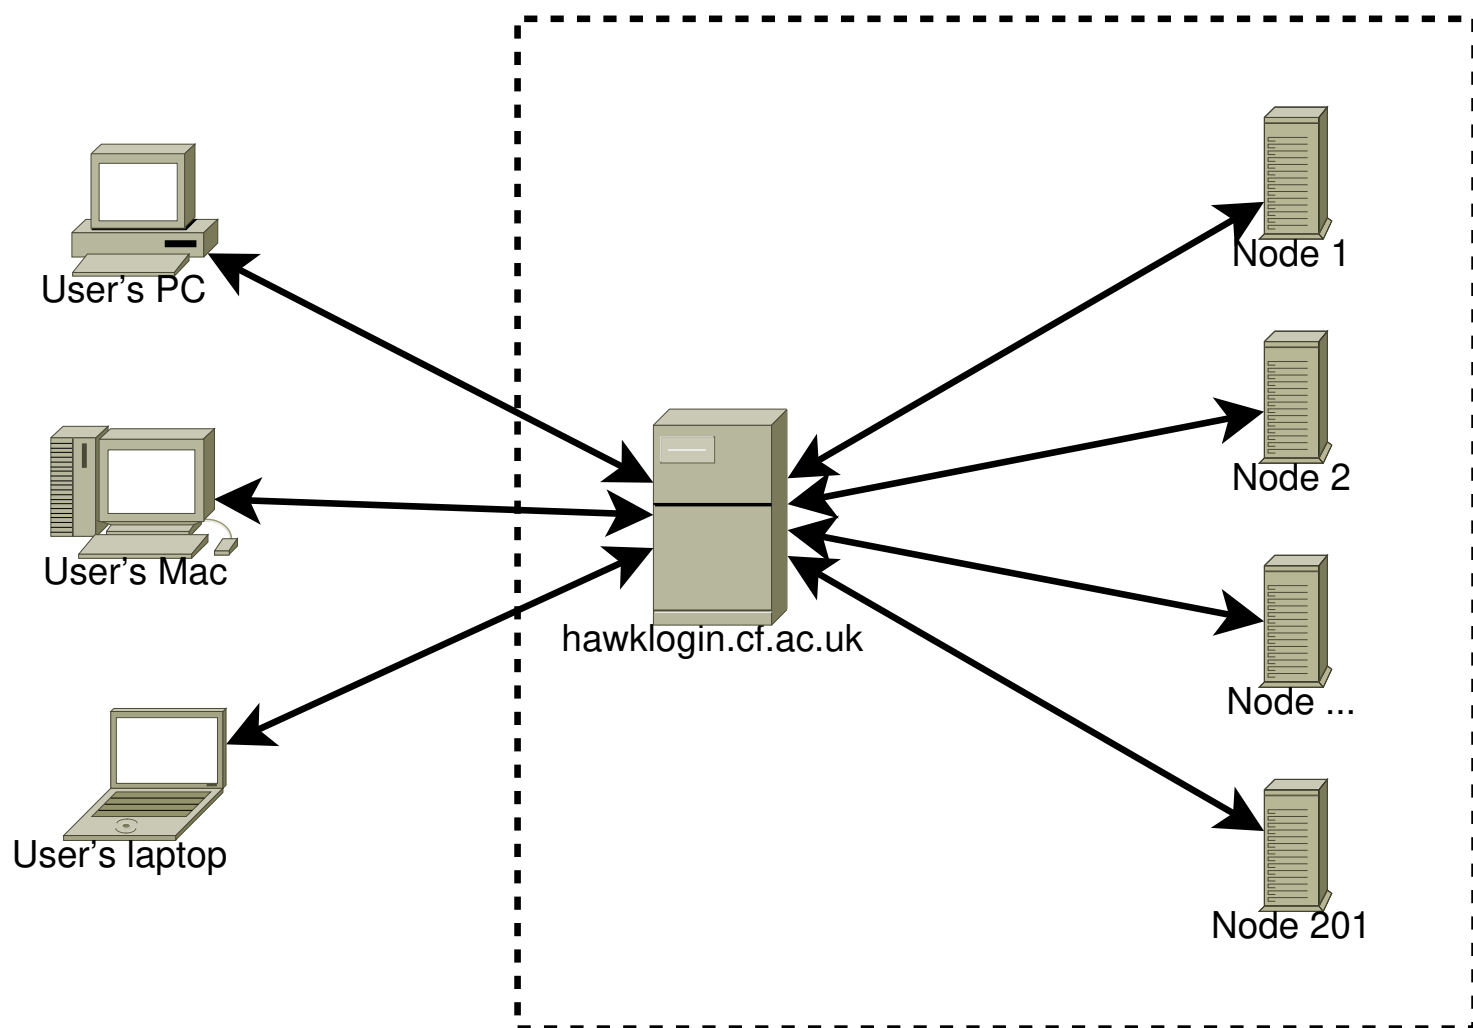 User's PC
User's Mac
User's laptop
hawklogin.cf.ac.uk
Node 1
Node 2
Node ...
Node 201